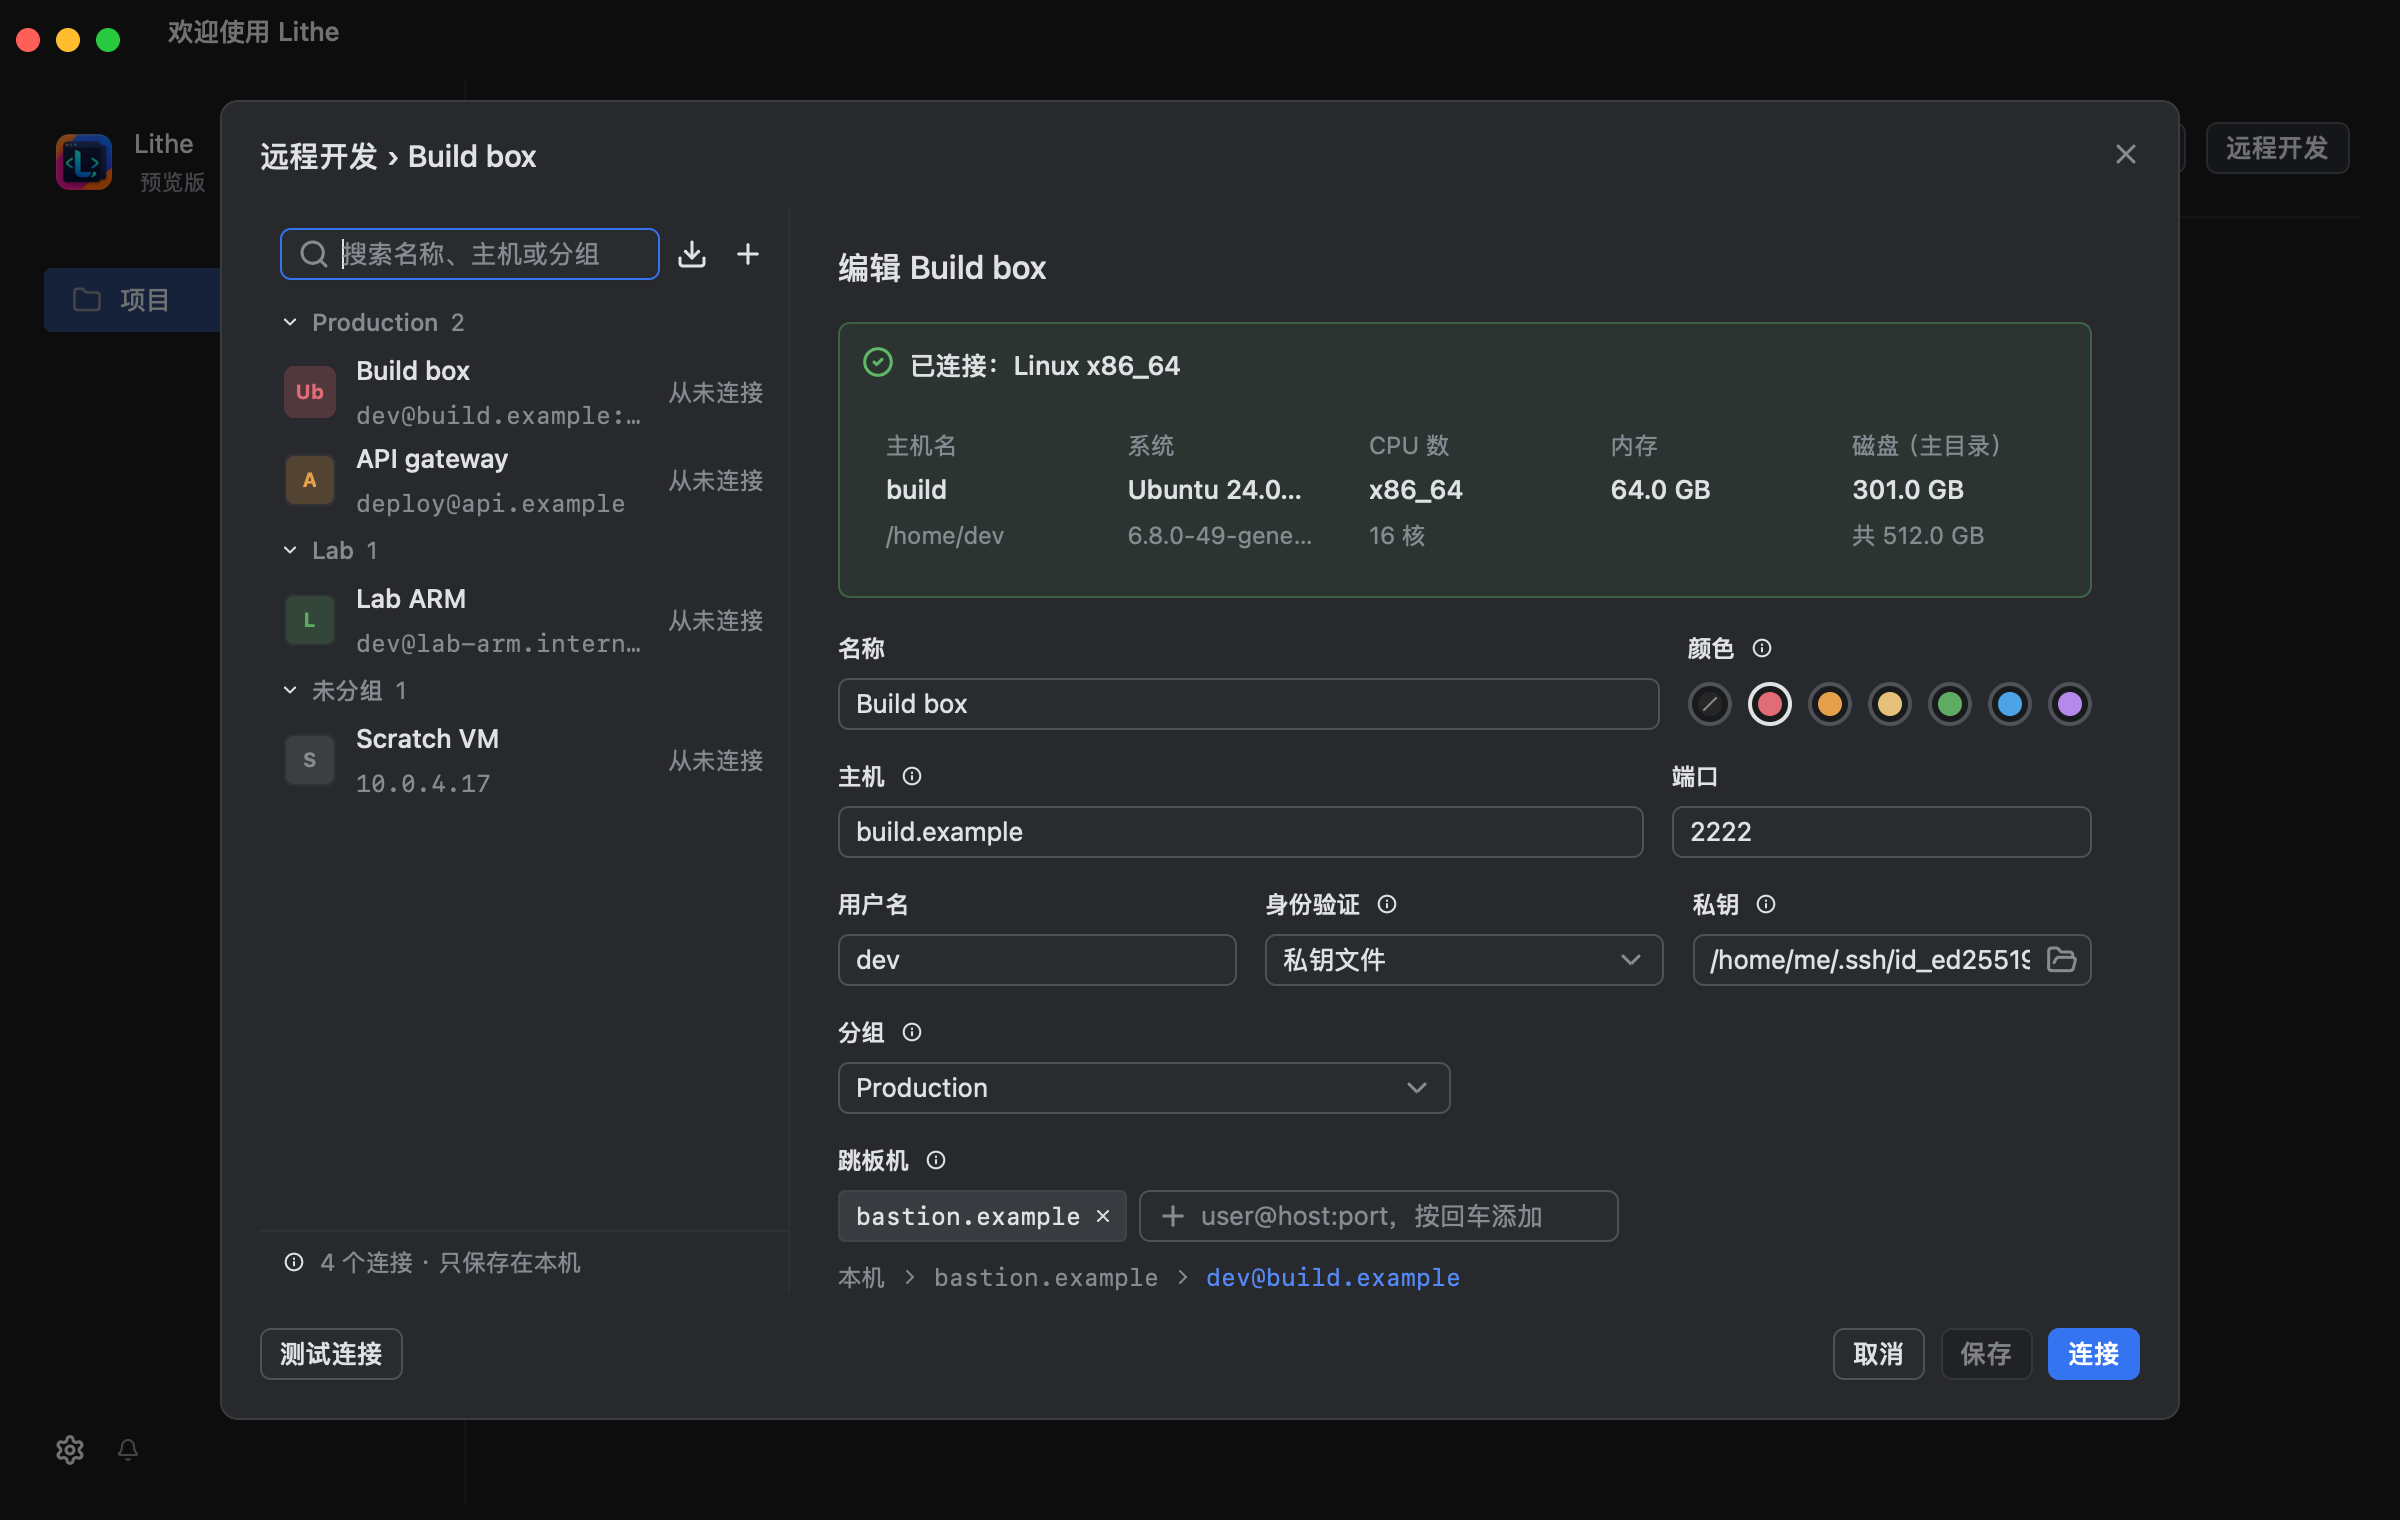 欢迎使用 Lithe
Lithe
预览版
远程开发
项目
远程开发 › Build box
搜索名称、主机或分组
Production 2
Ub
Build box
dev@build.example:…
从未连接
A
API gateway
deploy@api.example
从未连接
Lab 1
L
Lab ARM
dev@lab-arm.intern…
从未连接
未分组 1
S
Scratch VM
10.0.4.17
从未连接
4 个连接 · 只保存在本机
编辑 Build box
已连接：Linux x86_64
主机名 系统 CPU 数 内存 磁盘（主目录）
build Ubuntu 24.0... x86_64 64.0 GB 301.0 GB
/home/dev 6.8.0-49-gene... 16 核 共 512.0 GB
名称 颜色
Build box
主机 端口
build.example 2222
用户名 身份验证 私钥
dev 私钥文件 /home/me/.ssh/id_ed25519
分组
Production
跳板机
bastion.example × user@host:port，按回车添加
本机 > bastion.example > dev@build.example
测试连接 取消 保存 连接